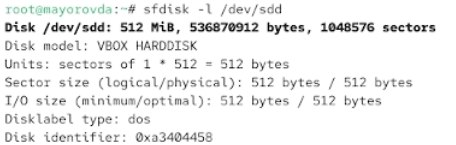 root@mayorovda:~# sfdisk -l /dev/sdd
Disk /dev/sdd: 512 MiB, 536870912 bytes, 1048576 sectors
Disk model: VBOX HARDDISK
Units: sectors of 1 * 512 = 512 bytes
Sector size (logical/physical): 512 bytes / 512 bytes
I/O size (minimum/optimal): 512 bytes / 512 bytes
Disklabel type: dos
Disk identifier: 0xa3404458